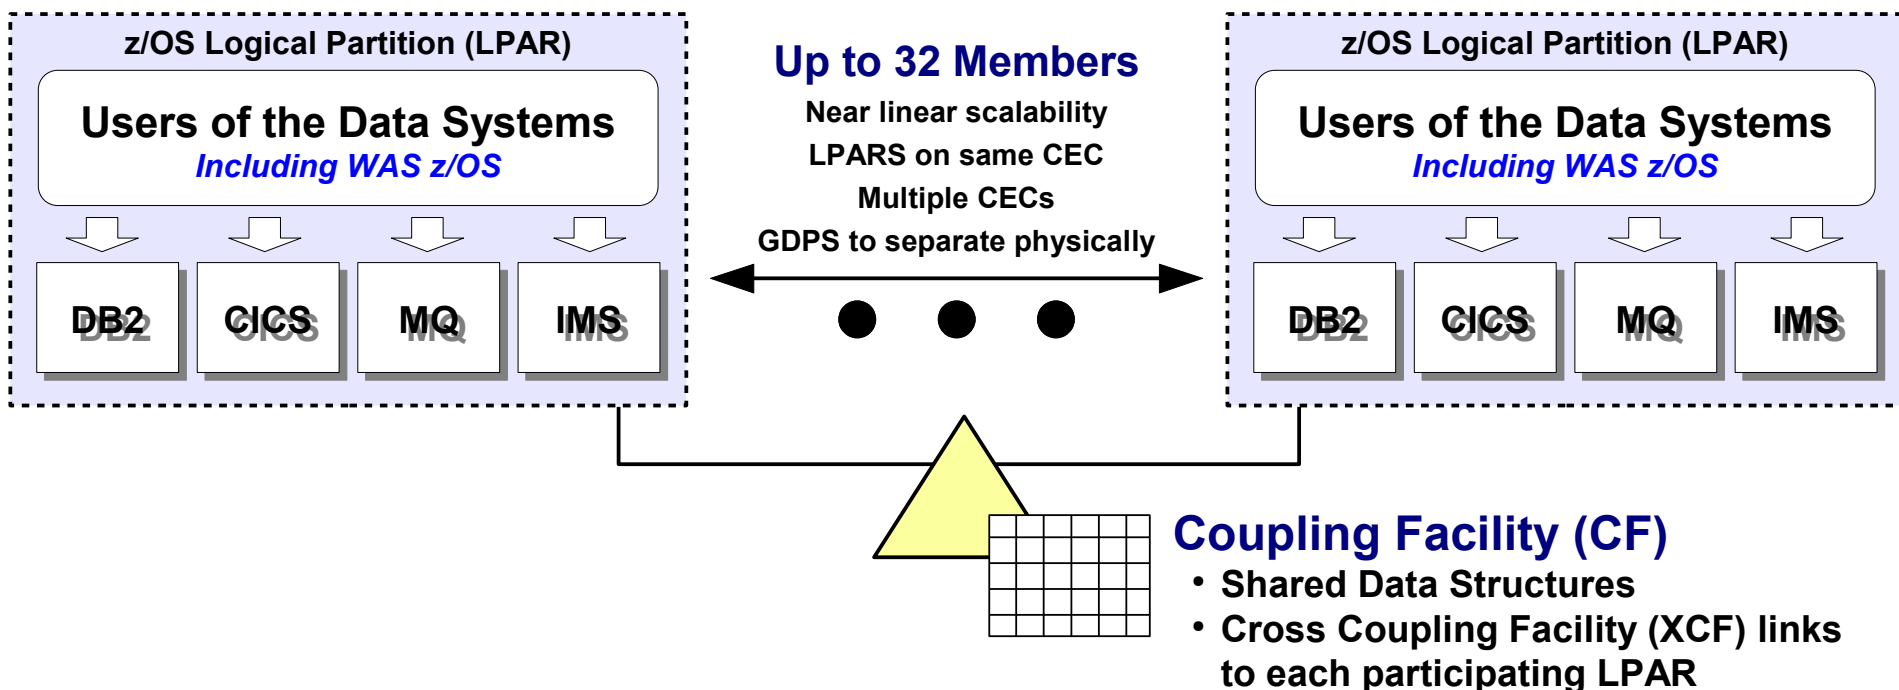 z/OS Logical Partition (LPAR)
Users of the Data Systems
Including WAS z/OS
DB2
CICS
MQ
IMS
Up to 32 Members
Near linear scalability
LPARS on same CEC
Multiple CECs
GDPS to separate physically
z/OS Logical Partition (LPAR)
Users of the Data Systems
Including WAS z/OS
DB2
CICS
MQ
IMS
Coupling Facility (CF)
• Shared Data Structures
• Cross Coupling Facility (XCF) links
to each participating LPAR